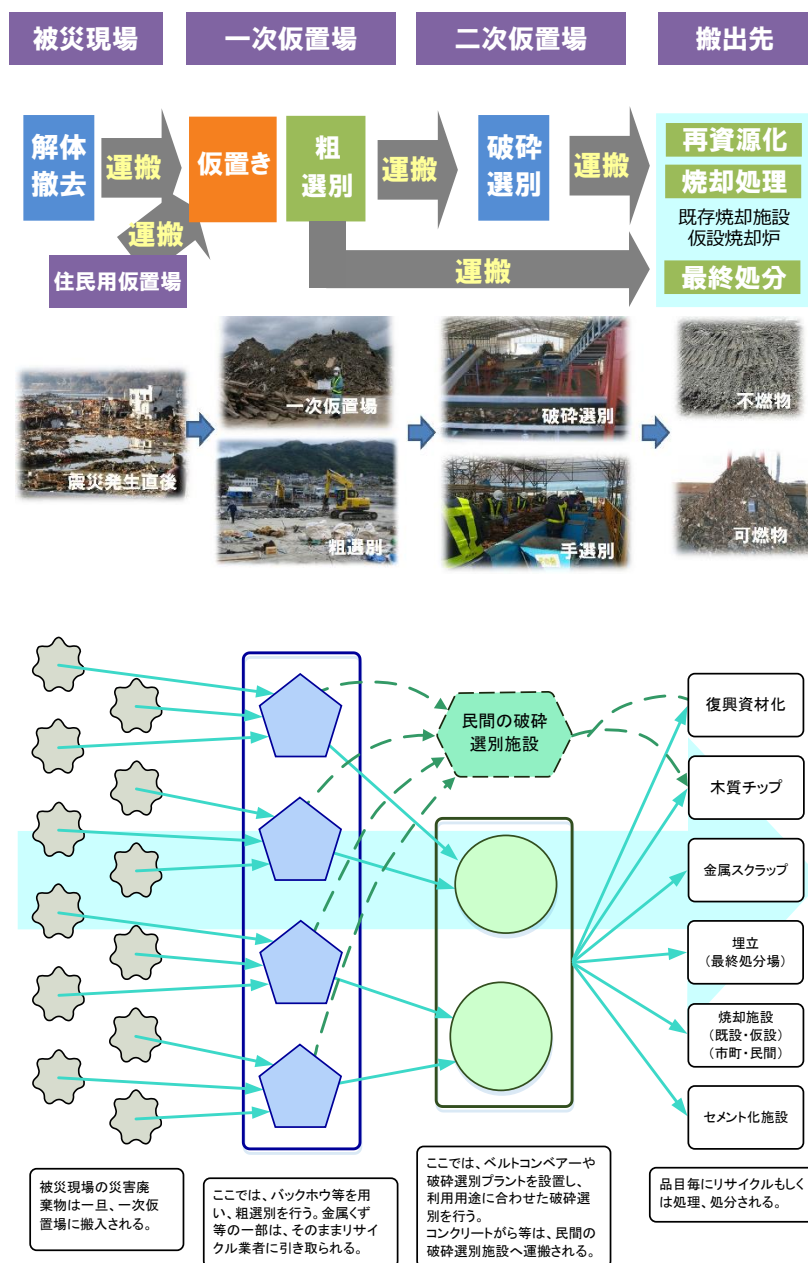 被災現場
一次仮置場
二次仮置場
搬出先
解体
撤去
運搬
仮置き
粗
選別
運搬
破砕
選別
運搬
再資源化
焼却処理
既存焼却施設
仮設焼却炉
最終処分
運搬
住民用仮置場
運搬
震災発生直後
一次仮置場
粗選別
破砕選別
手選別
不燃物
可燃物
民間の破砕
選別施設
復興資材化
木質チップ
金属スクラップ
埋立
（最終処分場）
焼却施設
（既設・仮設）
（市町・民間）
セメント化施設
被災現場の災害廃
棄物は一旦、一次仮
置場に搬入される。
ここでは、バックホウ等を用
い、粗選別を行う。金属くず
等の一部は、そのままリサイ
クル業者に引き取られる。
ここでは、ベルトコンベアーや
破砕選別プラントを設置し、
利用用途に合わせた破砕選
別を行う。
コンクリートがら等は、民間の
破砕選別施設へ運搬される。
品目毎にリサイクルもしく
は処理、処分される。